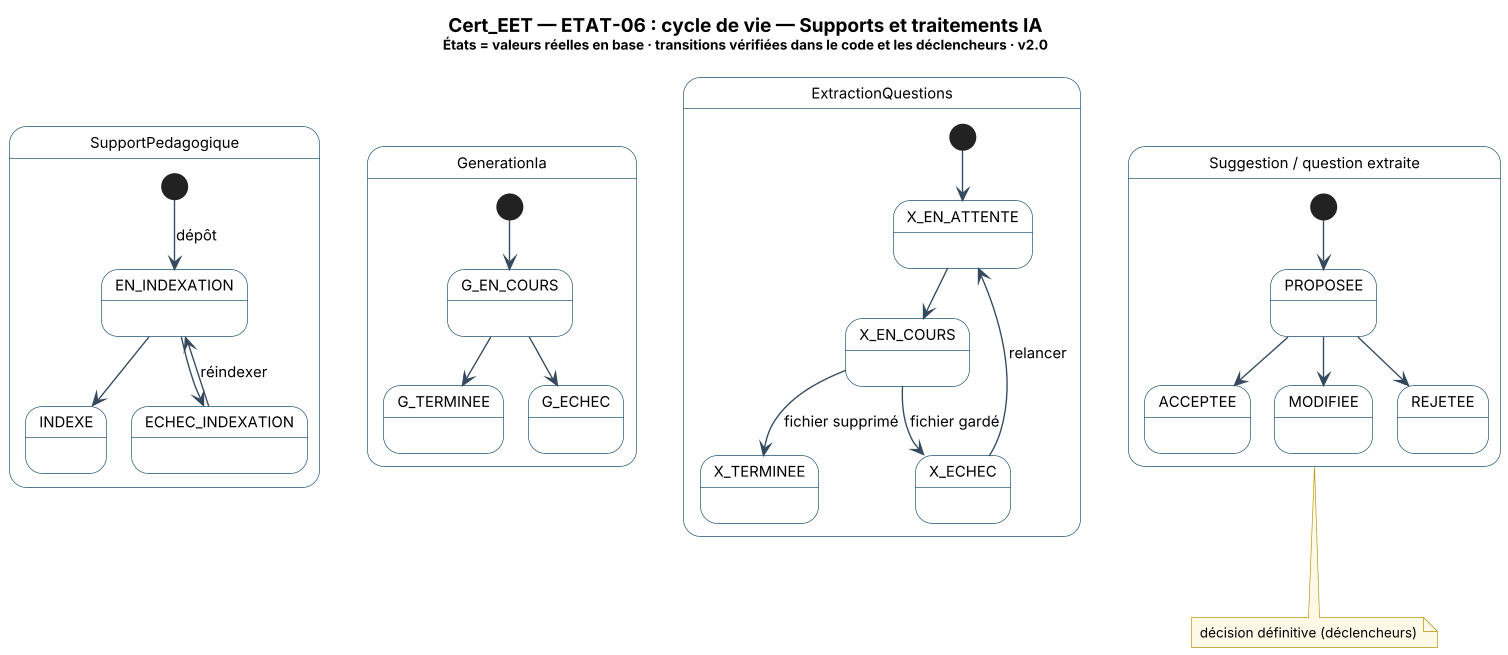 Cert_EET — ETAT-06 : cycle de vie — Supports et traitements IA
États = valeurs réelles en base · transitions vérifiées dans le code et les déclencheurs · v2.0
SupportPedagogique
dépôt
EN_INDEXATION
réindexer
INDEXE
ECHEC_INDEXATION
GenerationIa
G_EN_COURS
G_TERMINEE
G_ECHEC
ExtractionQuestions
X_EN_ATTENTE
X_EN_COURS
relancer
fichier supprimé
fichier gardé
X_TERMINEE
X_ECHEC
Suggestion / question extraite
PROPOSEE
ACCEPTEE
MODIFIEE
REJETEE
décision définitive (déclencheurs)